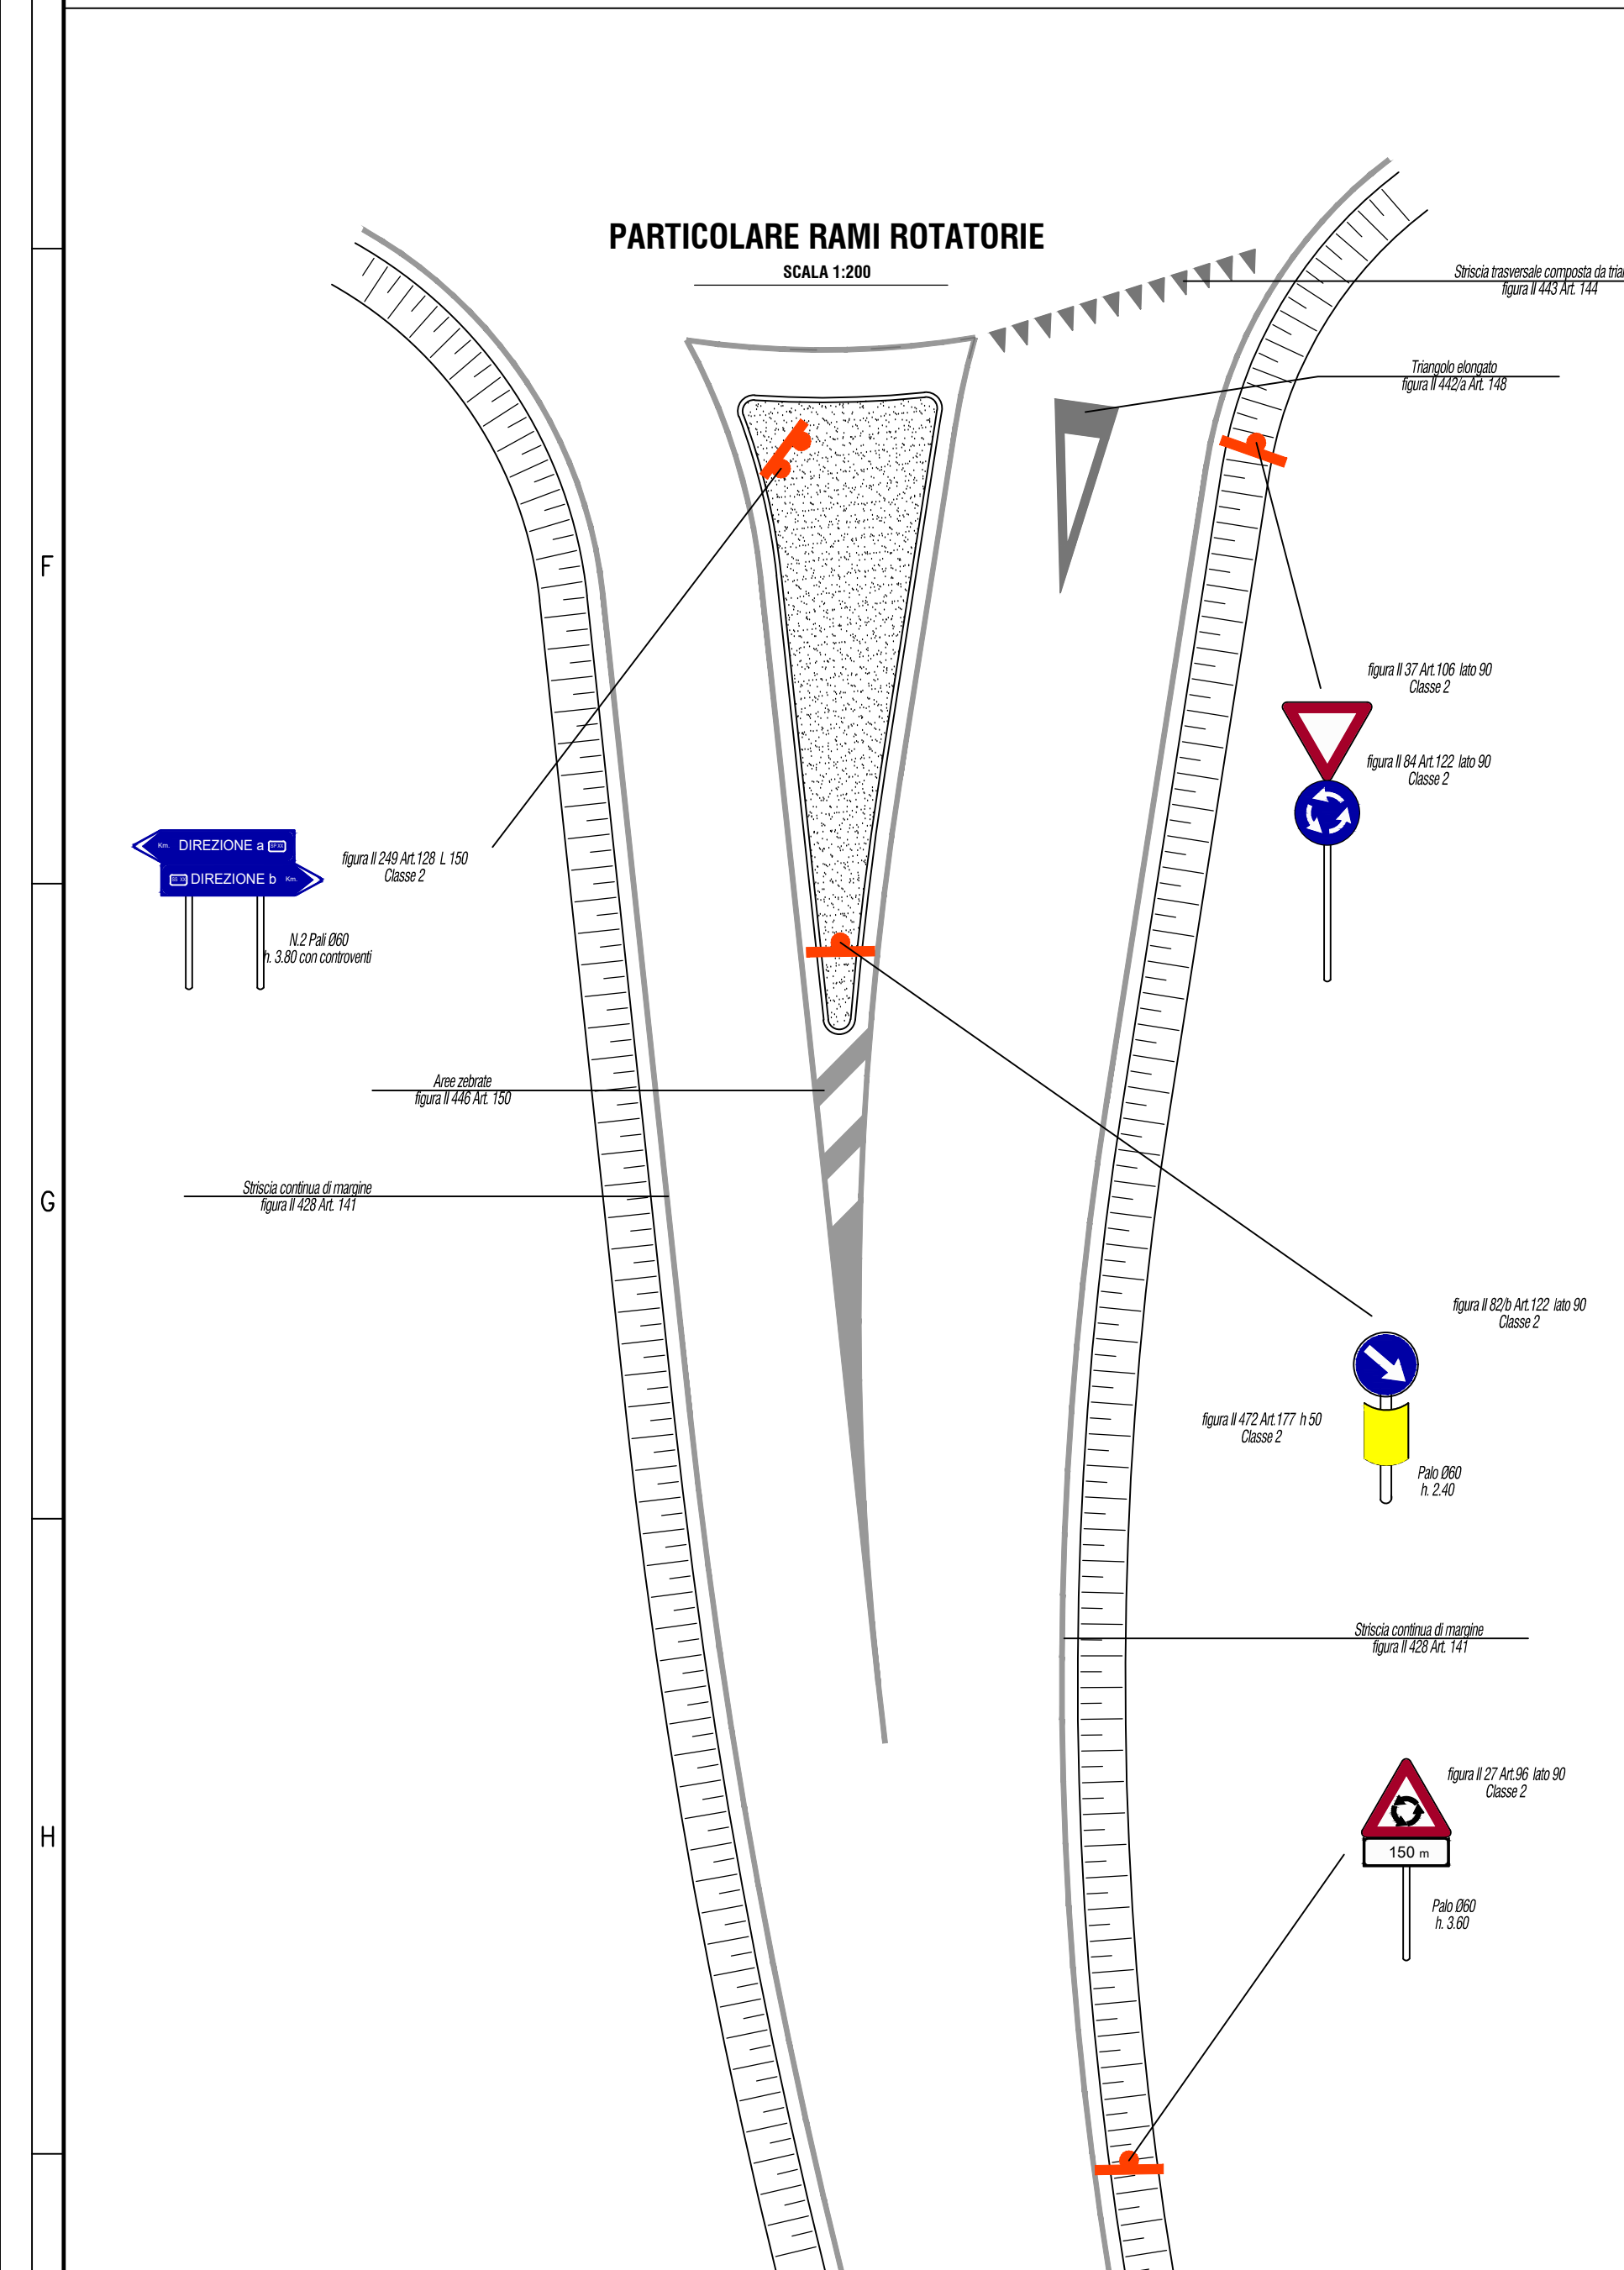 PARTICOLARE RAMI ROTATORIE
SCALA 1:200
Striscia trasversale composta da
figura II 443 Art. 144
Triangolo elongato
figura II 442/a Art. 148
F
figura II 37 Art.106 lato 90
Classe 2
figura II 84 Art.122 lato 90
Classe 2
Km. DIREZIONE a
DIREZIONE b Km.
figura II 249 Art.128 L 150
Classe 2
N.2 Pali Ø60
h. 3.80 con controventi
Aree zebrate
figura II 446 Art. 150
Striscia continua di margine
figura II 428 Art. 141
G
figura II 82/b Art.122 lato 90
Classe 2
figura II 472 Art.177 h 50
Classe 2
Palo Ø60
h. 2.40
Striscia continua di margine
figura II 428 Art. 141
H
figura II 27 Art.96 lato 90
Classe 2
150 m
Palo Ø60
h. 3.60